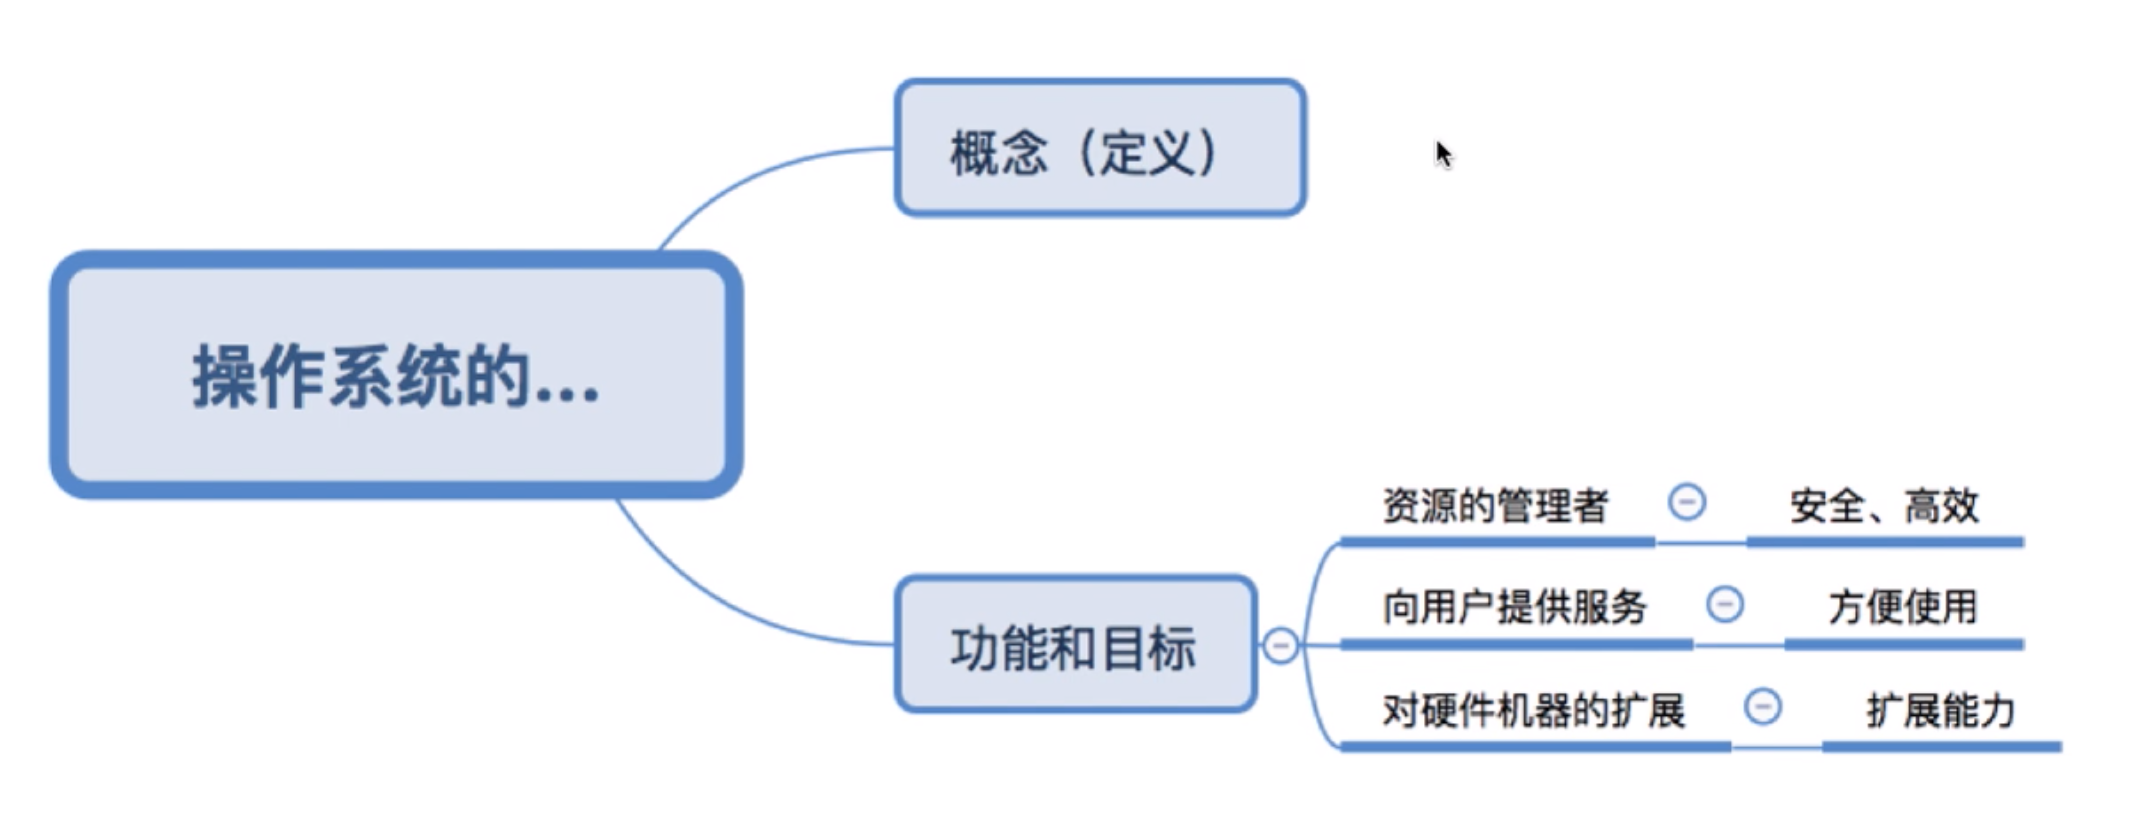 概念（定义）
操作系统的...
功能和目标
资源的管理者
安全、高效
向用户提供服务
方便使用
对硬件机器的扩展
扩展能力